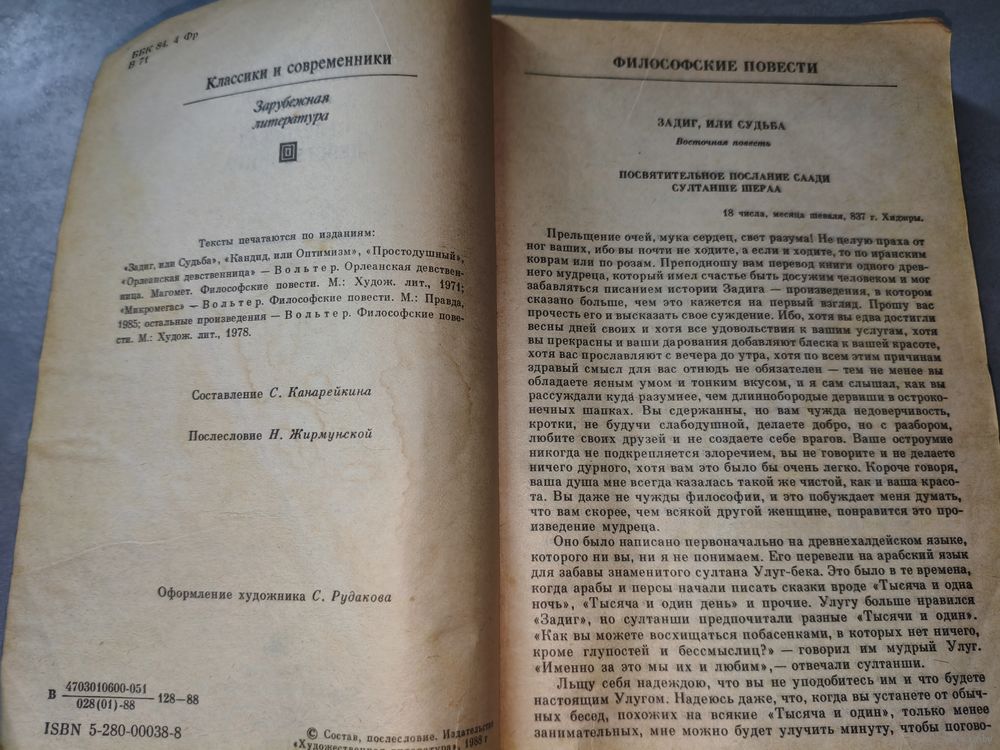 ББК 84. 4 Фр
В 71
Классики и современники
Зарубежная
литература
Тексты печатаются по изданиям:
«Задиг, или Судьба», «Кандид, или Оптимизм», «Простодушный»,
«Орлеанская девственница» — Вольтер. Орлеанская девствен-
ница. Магомет. Философские повести. М.: Худож. лит., 1971;
«Микромегас» — Вольтер. Философские повести. М.: Правда,
1985; остальные произведения — Вольтер. Философские пове-
сти. М.: Худож. лит., 1978.
Составление С. Канарейкина
Послесловие Н. Жирмунской
Оформление художника С. Рудакова
В 4703010600-051
028(01)-88 128—88
ISBN 5-280-00038-8
© Состав, послесловие. Издательство
«Художественная литература», 1988 г
ФИЛОСОФСКИЕ ПОВЕСТИ
ЗАДИГ, ИЛИ СУДЬБА
Восточная повесть
ПОСВЯТИТЕЛЬНОЕ ПОСЛАНИЕ СААДИ
СУЛТАНШЕ ШЕРАА
18 числа, месяца шеваля, 837 г. Хиджры.
Прельщение очей, мука сердец, свет разума! Не целую праха от
ног ваших, ибо вы почти не ходите, а если и ходите, то по иранским
коврам или по розам. Преподношу вам перевод книги одного древ-
него мудреца, который имел счастье быть досужим человеком и мог
забавляться писанием истории Задига — произведения, в котором
сказано больше, чем это кажется на первый взгляд. Прошу вас
прочесть его и высказать свое суждение. Ибо, хотя вы едва достигли
весны дней своих и хотя все удовольствия к вашим услугам, хотя
вы прекрасны и ваши дарования добавляют блеска к вашей красоте,
хотя вас прославляют с вечера до утра, хотя по всем этим причинам
здравый смысл для вас отнюдь не обязателен — тем не менее вы
обладаете ясным умом и тонким вкусом, и я сам слышал, как вы
рассуждали куда разумнее, чем длиннобородые дервиши в остроко-
нечных шапках. Вы сдержанны, но вам чужда недоверчивость,
кротки, не будучи слабодушной, делаете добро, но с разбором,
любите своих друзей и не создаете себе врагов. Ваше остроумие
никогда не подкрепляется злоречием, вы не говорите и не делаете
ничего дурного, хотя вам это было бы очень легко. Короче говоря,
ваша душа мне всегда казалась такой же чистой, как и ваша красо-
та. Вы даже не чужды философии, и это побуждает меня думать,
что вам скорее, чем всякой другой женщине, понравится это про-
изведение мудреца.
Оно было написано первоначально на древнехалдейском языке,
которого ни вы, ни я не понимаем. Его перевели на арабский язык
для забавы знаменитого султана Улуг-бека. Это было в те времена,
когда арабы и персы начали писать сказки вроде «Тысяча и одна
ночь», «Тысяча и один день» и прочие. Улугу больше нравился
«Задиг», но султанши предпочитали разные «Тысячи и один».
«Как вы можете восхищаться побасенками, в которых нет ничего,
кроме глупостей и бессмыслиц?» — говорил им мудрый Улуг.
«Именно за это мы их и любим»,— отвечали султанши.
Льщу себя надеждою, что вы не уподобитесь им и что будете
настоящим Улугом. Надеюсь даже, что, когда вы устанете от обыч-
ных бесед, похожих на всякие «Тысяча и один», только менее
занимательных, мне можно будет улучить минуту, чтобы погово-